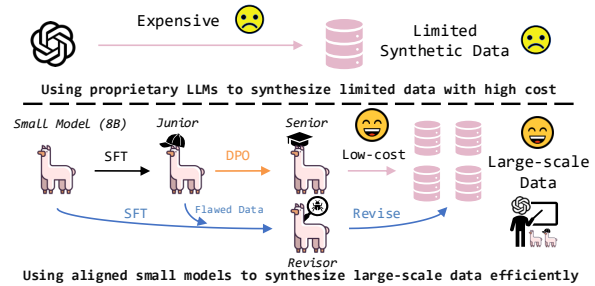 Expensive
Limited
Synthetic Data
Using proprietary LLMs to synthesize limited data with high cost
Small Model (8B)
Junior
Senior
SFT
DPO
Low-cost
Large-scale
Data
SFT
Flawed Data
Revise
Revisor
Using aligned small models to synthesize large-scale data efficiently